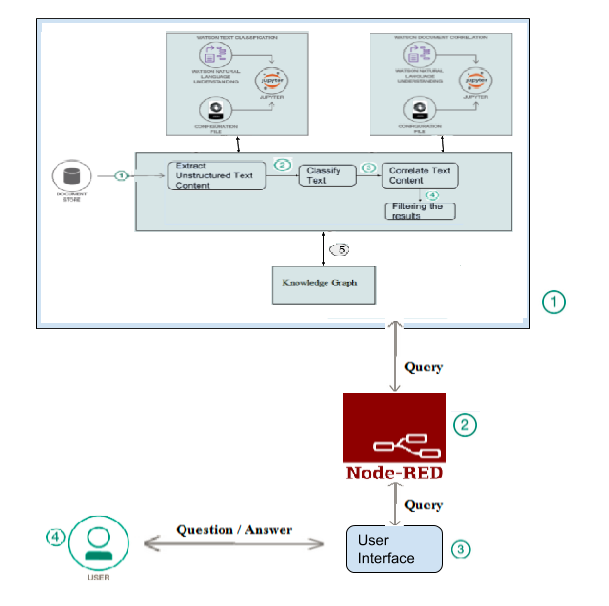 WATSON TEXT CLASSIFICATION
WATSON DOCUMENT CORRELATION
WATSON NATURAL
LANGUAGE
UNDERSTANDING
jupyter
JUPYTER
CONFIGURATION
FILE
WATSON NATURAL
LANGUAGE
UNDERSTANDING
jupyter
JUPYTER
CONFIGURATION
FILE
DOCUMENT
STORE
1
Extract
Unstructured Text
Content
2
Classify
Text
3
Correlate Text
Content
4
Filtering the
results
5
Knowledge Graph
1
Query
Node-RED
2
Query
User
Interface
3
Question / Answer
4
USER